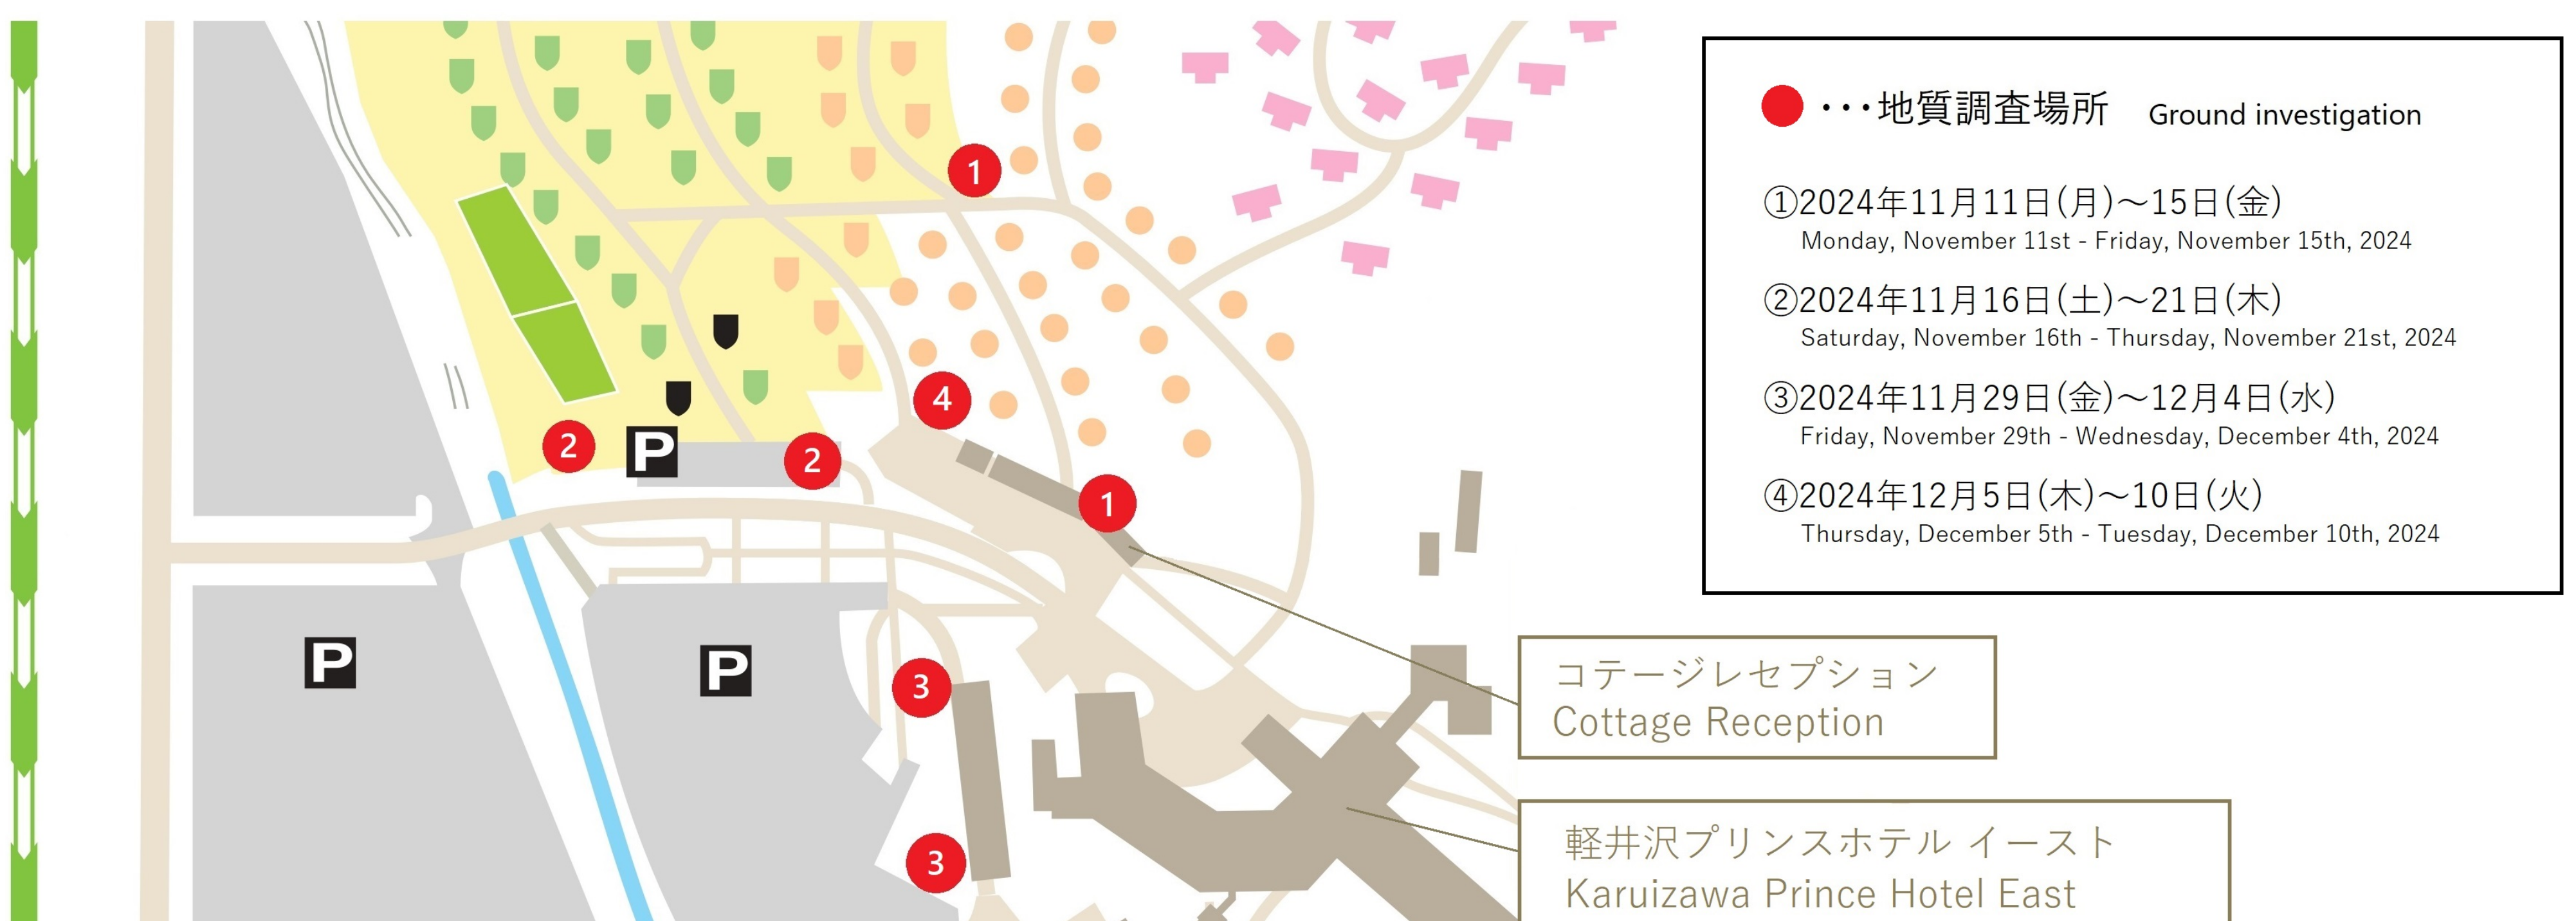 ●・・・地質調査場所 Ground investigation
①2024年11月11日(月)～15日(金)
Monday, November 11st - Friday, November 15th, 2024
②2024年11月16日(土)～21日(木)
Saturday, November 16th - Thursday, November 21st, 2024
③2024年11月29日(金)～12月4日(水)
Friday, November 29th - Wednesday, December 4th, 2024
④2024年12月5日(木)～10日(火)
Thursday, December 5th - Tuesday, December 10th, 2024
1
4
2
P
2
1
P
P
3
3
コテージレセプション
Cottage Reception
軽井沢プリンスホテル イースト
Karuizawa Prince Hotel East